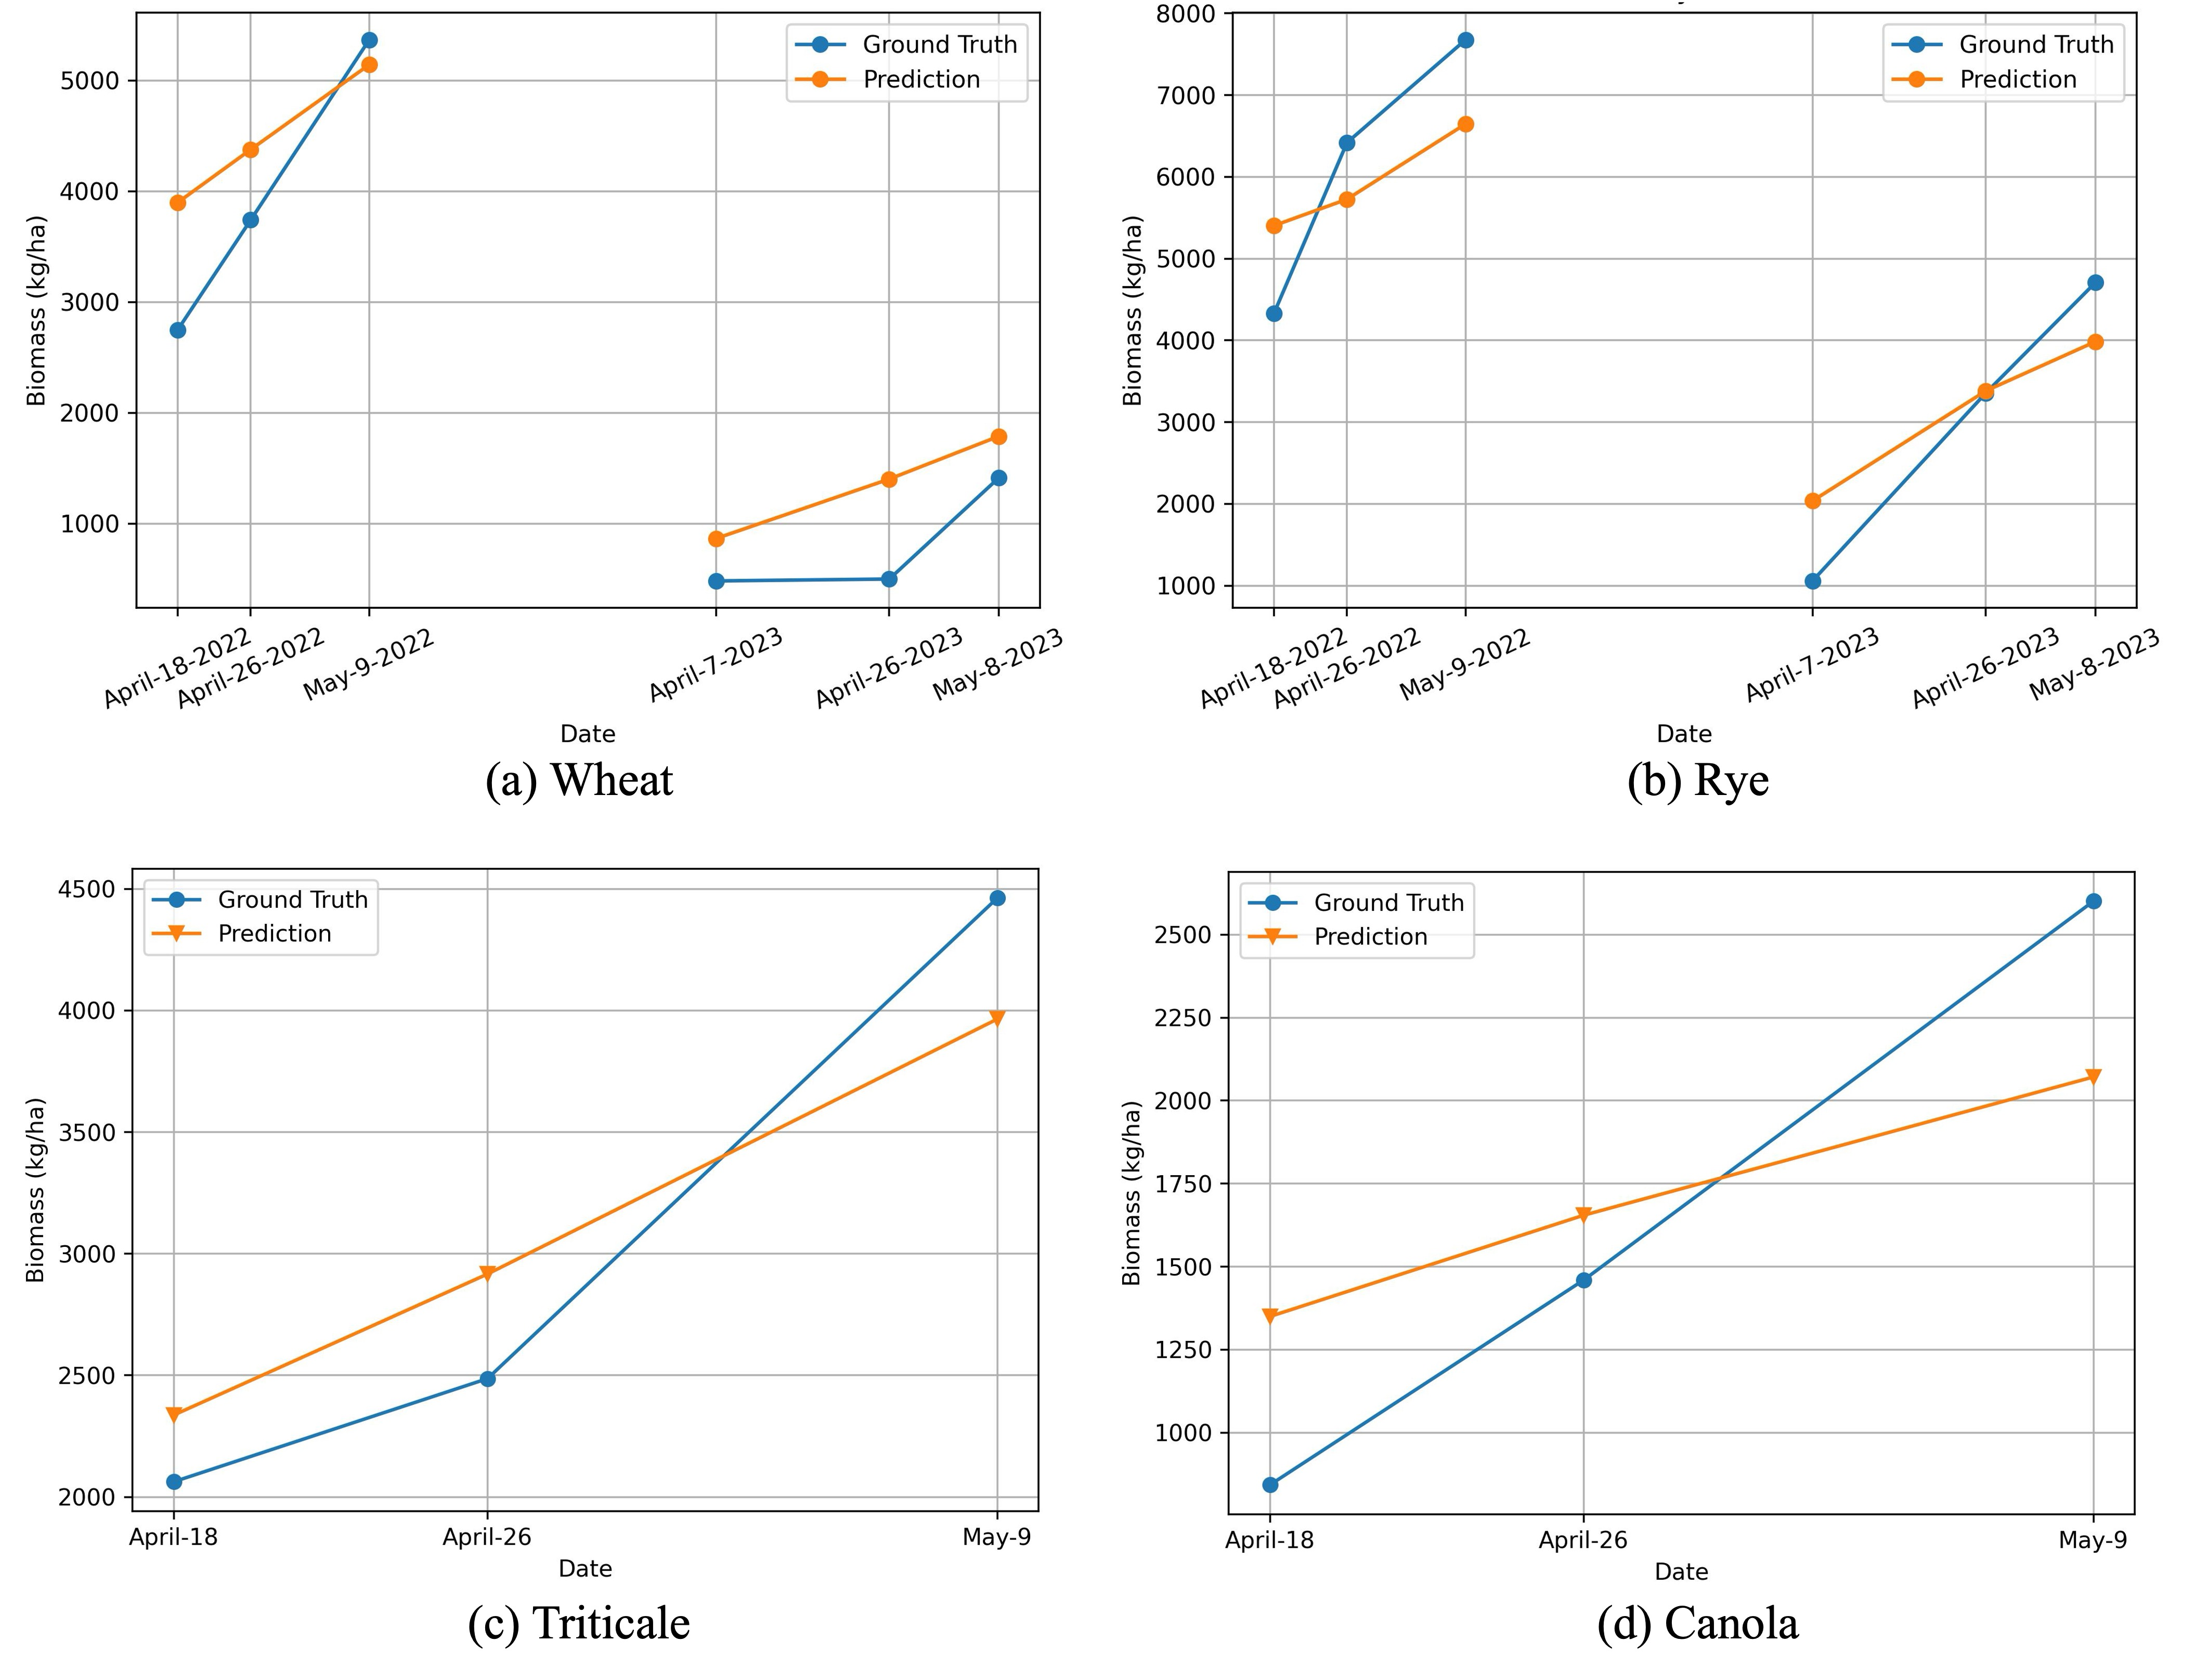 Ground Truth
Prediction
5000
4000
3000
2000
1000
Biomass (kg/ha)
April-18-2022
April-26-2022
May-9-2022
April-7-2023
April-26-2023
May-8-2023
Date
(a) Wheat
Ground Truth
Prediction
8000
7000
6000
5000
4000
3000
2000
1000
Biomass (kg/ha)
April-18-2022
April-26-2022
May-9-2022
April-7-2023
April-26-2023
May-8-2023
Date
(b) Rye
Ground Truth
Prediction
4500
4000
3500
3000
2500
2000
Biomass (kg/ha)
April-18
April-26
May-9
Date
(c) Triticale
Ground Truth
Prediction
2500
2250
2000
1750
1500
1250
1000
Biomass (kg/ha)
April-18
April-26
May-9
Date
(d) Canola